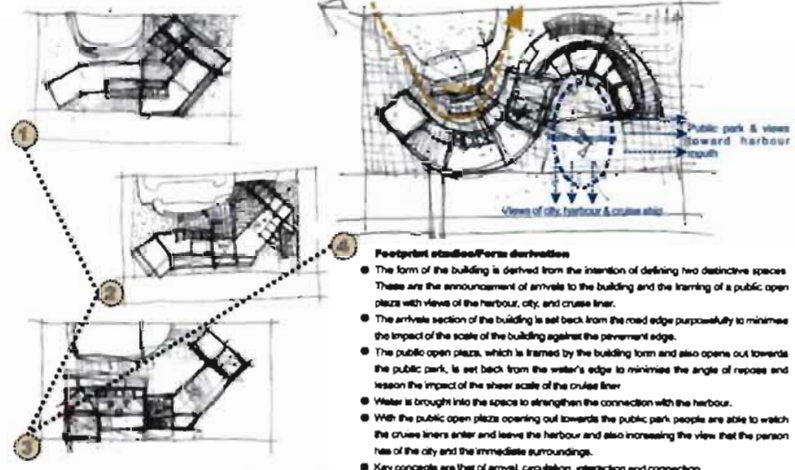 1
4
Public park & views
toward harbour
mouth
Views of city, harbour & cruise ship
2
3
Footprint studies/Form derivation
● The form of the building is derived from the intention of defining two distinctive spaces
These are the announcement of arrivals to the building and the framing of a public open
plaza with views of the harbour, city, and cruise liner.
● The arrivals section of the building is set back from the road edge purposefully to minimise
the impact of the scale of the building against the pavement edge.
● The public open plaza, which is framed by the building form and also opens out towards
the public park, is set back from the water's edge to minimise the angle of repose and
lesson the impact of the sheer scale of the cruise liner
● Water is brought into the space to strengthen the connection with the harbour.
● With the public open plaza opening out towards the public park people are able to watch
the cruise liners enter and leave the harbour and also increasing the view that the person
has of the city and the immediate surroundings.
● Key concepts are that of arrival, circulation, interaction and connection